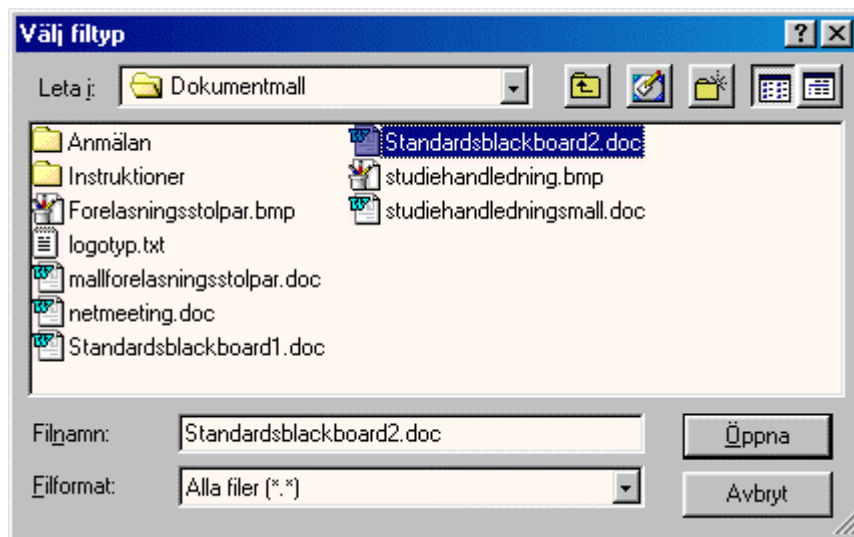 Välj filtyp
Leta i: Dokumentmall
Anmälan
Instruktioner
Forelasningsstolpar.bmp
logotyp.txt
mallforelasningsstolpar.doc
netmeeting.doc
Standardsblackboard1.doc
Standardsblackboard2.doc
studiehandledning.bmp
studiehandledningsmall.doc
Filnamn: Standardsblackboard2.doc
Öppna
Filformat: Alla filer (*.*)
Avbryt